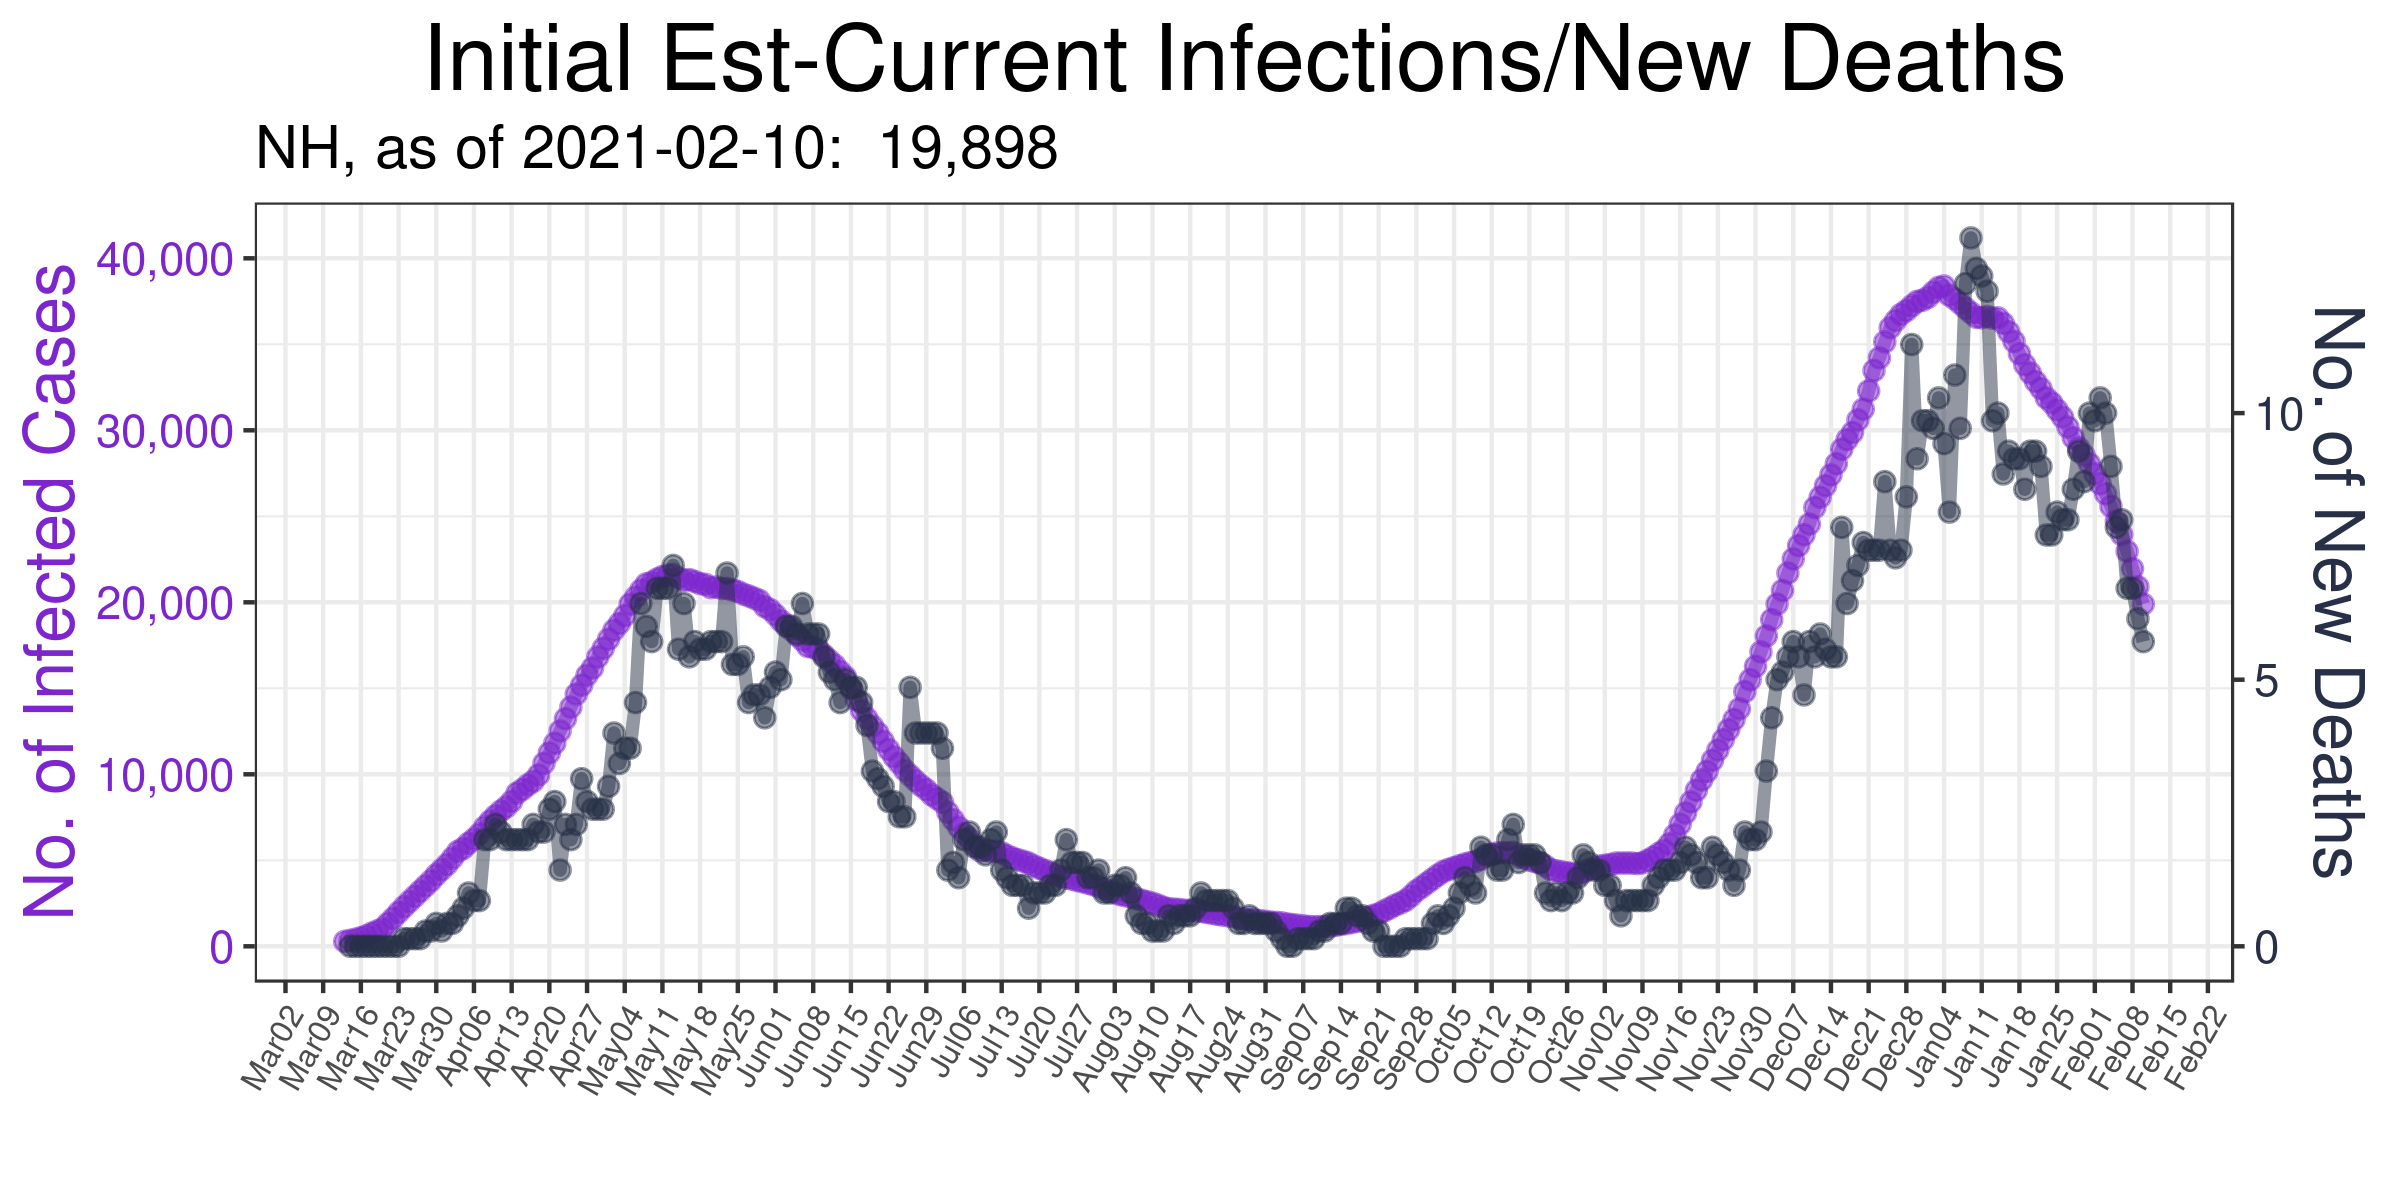 Initial Est-Current Infections/New Deaths
NH, as of 2021-02-10: 19,898
No. of Infected Cases
40,000
30,000
20,000
10,000
0
No. of New Deaths
10
5
0
Mar02
Mar09
Mar16
Mar23
Mar30
Apr06
Apr13
Apr20
Apr27
May04
May11
May18
May25
Jun01
Jun08
Jun15
Jun22
Jun29
Jul06
Jul13
Jul20
Jul27
Aug03
Aug10
Aug17
Aug24
Aug31
Sep07
Sep14
Sep21
Sep28
Oct05
Oct12
Oct19
Oct26
Nov02
Nov09
Nov16
Nov23
Nov30
Dec07
Dec14
Dec21
Dec28
Jan04
Jan11
Jan18
Jan25
Feb01
Feb08
Feb15
Feb22